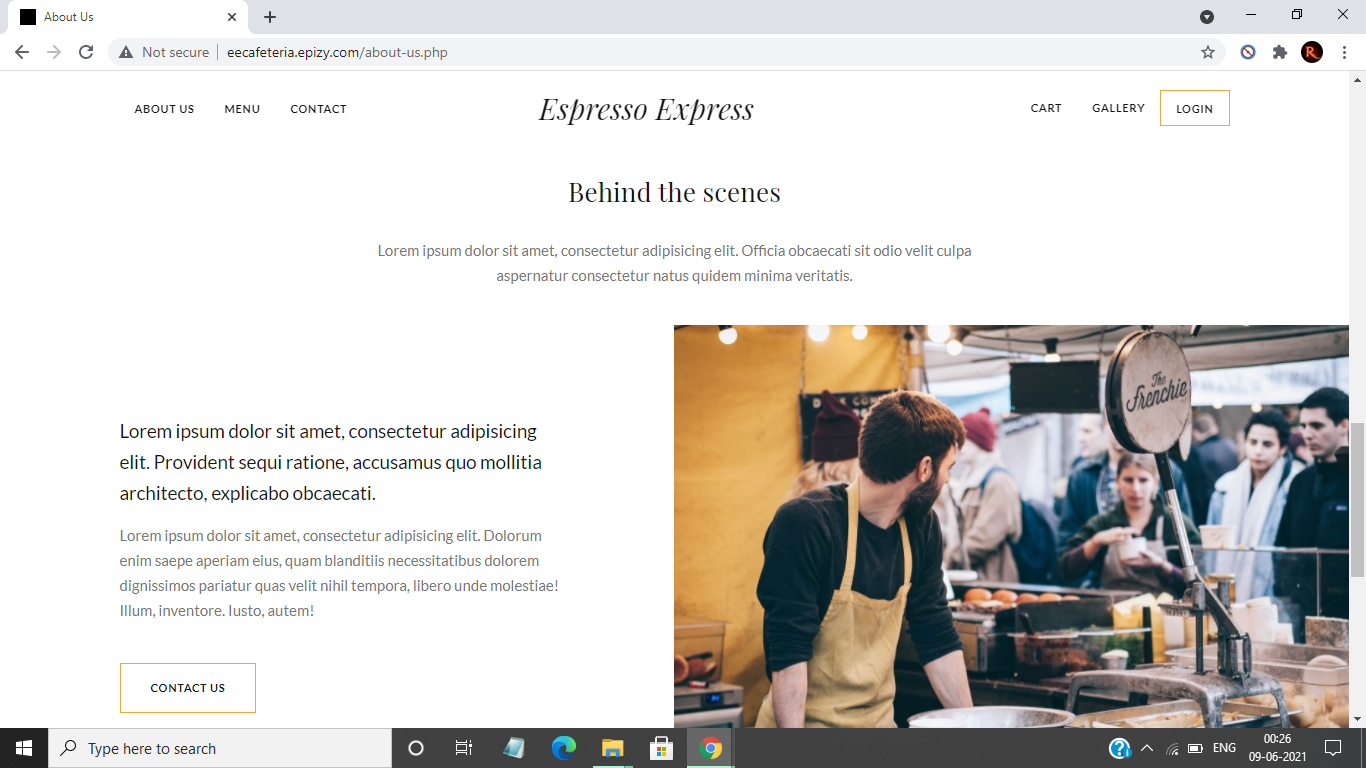 About Us
Not secure
eecafeteria.epizy.com/about-us.php
R
ABOUT US MENU CONTACT
Espresso Express
CART GALLERY LOGIN
Behind the scenes
Lorem ipsum dolor sit amet, consectetur adipisicing elit. Officia obcaecati sit odio velit culpa
aspernatur consectetur natus quidem minima veritatis.
Lorem ipsum dolor sit amet, consectetur adipisicing
elit. Provident sequi ratione, accusamus quo mollitia
architecto, explicabo obcaecati.
Lorem ipsum dolor sit amet, consectetur adipisicing elit. Dolorum
enim saepe aperiam eius, quam blanditiis necessitatibus dolorem
dignissimos pariatur quas velit nihil tempora, libero unde molestiae!
Illum, inventore. Iusto, autem!
CONTACT US
The
Frenchie
Type here to search
ENG
00:26
09-06-2021